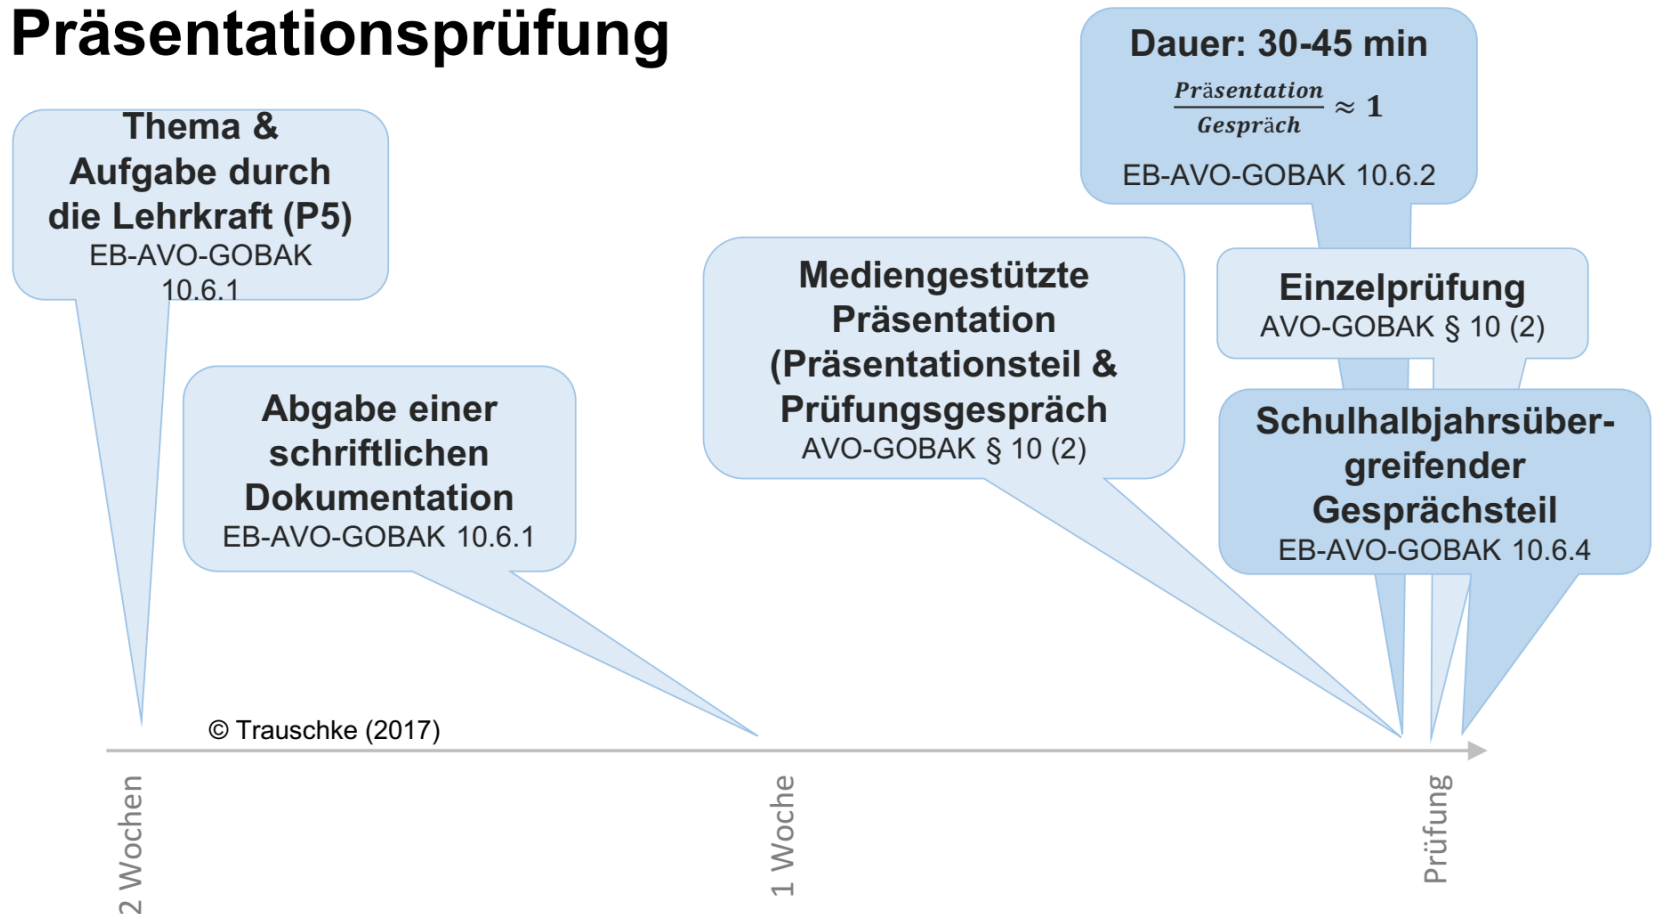 Präsentationsprüfung
Thema &
Aufgabe durch
die Lehrkraft (P5)
EB-AVO-GOBAK
10.6.1
Abgabe einer
schriftlichen
Dokumentation
EB-AVO-GOBAK 10.6.1
Mediengestützte
Präsentation
(Präsentationsteil &
Prüfungsgespräch
AVO-GOBAK § 10 (2)
Dauer: 30-45 min
Präsentation
Gespräch
≈ 1
EB-AVO-GOBAK 10.6.2
Einzelprüfung
AVO-GOBAK § 10 (2)
Schulhalbjahrsüber-
greifender
Gesprächsteil
EB-AVO-GOBAK 10.6.4
© Trauschke (2017)
2 Wochen
1 Woche
Prüfung